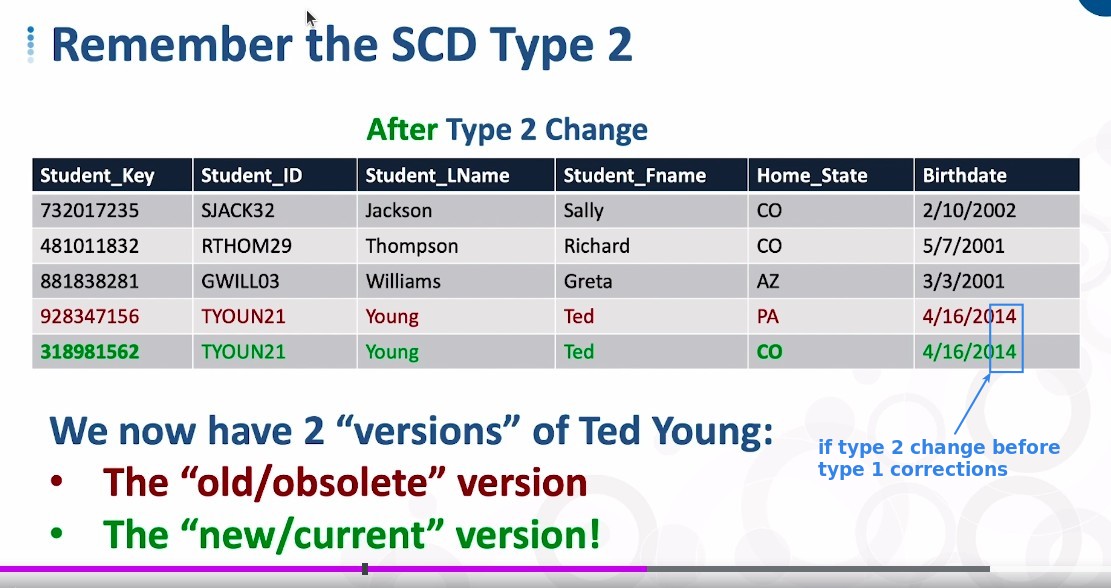 Remember the SCD Type 2
After Type 2 Change
Student_Key Student_ID Student_LName Student_Fname Home_State Birthdate
732017235 SJACK32 Jackson Sally CO 2/10/2002
481011832 RTHOM29 Thompson Richard CO 5/7/2001
881838281 GWILL03 Williams Greta AZ 3/3/2001
928347156 TYOUN21 Young Ted PA 4/16/2014
318981562 TYOUN21 Young Ted CO 4/16/2014
We now have 2 “versions” of Ted Young:
if type 2 change before
type 1 corrections
• The “old/obsolete” version
• The “new/current” version!